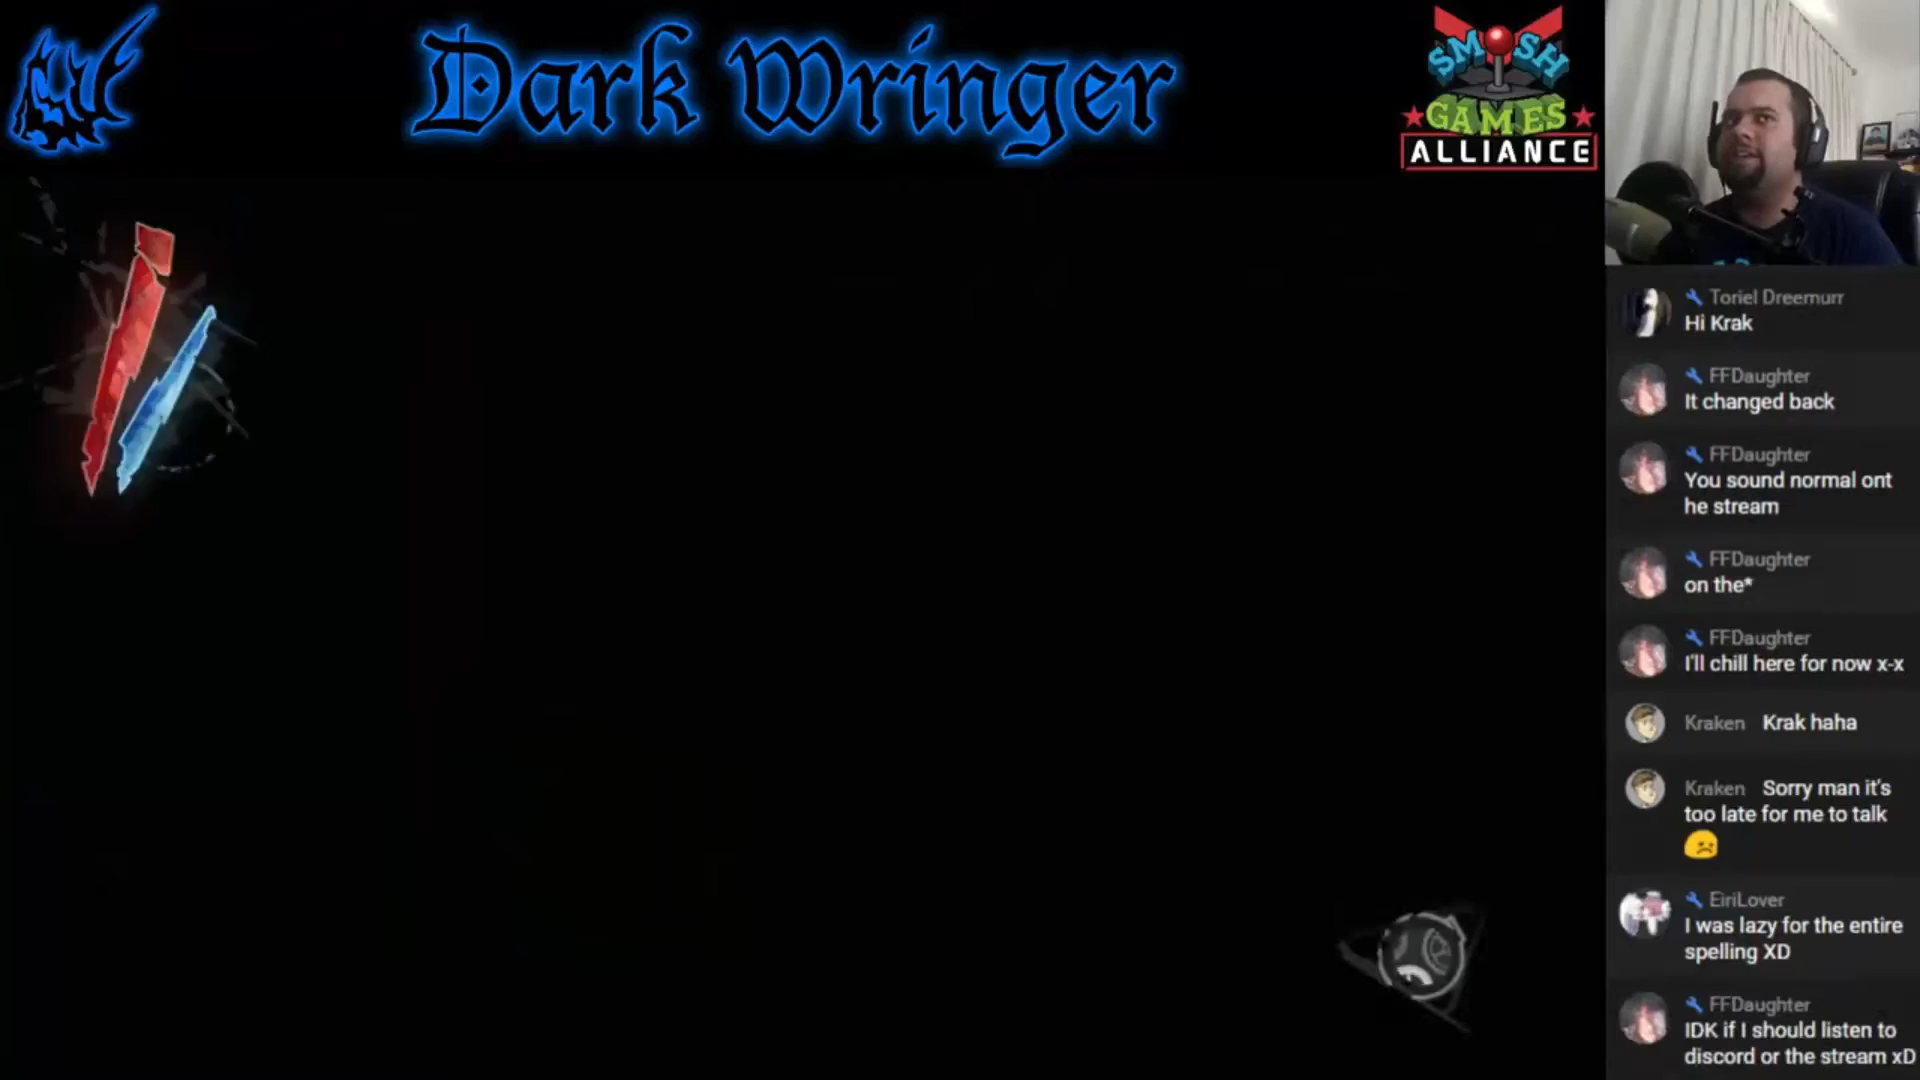 Dark Wringer
SMOSH
GAMES
ALLIANCE
Toriel Dreemurr
Hi Krak
FFDaughter
It changed back
FFDaughter
You sound normal ont
he stream
FFDaughter
on the*
FFDaughter
I'll chill here for now x-x
Kraken Krak haha
Kraken Sorry man it's
too late for me to talk
EiriLover
I was lazy for the entire
spelling XD
FFDaughter
IDK if I should listen to
discord or the stream xD